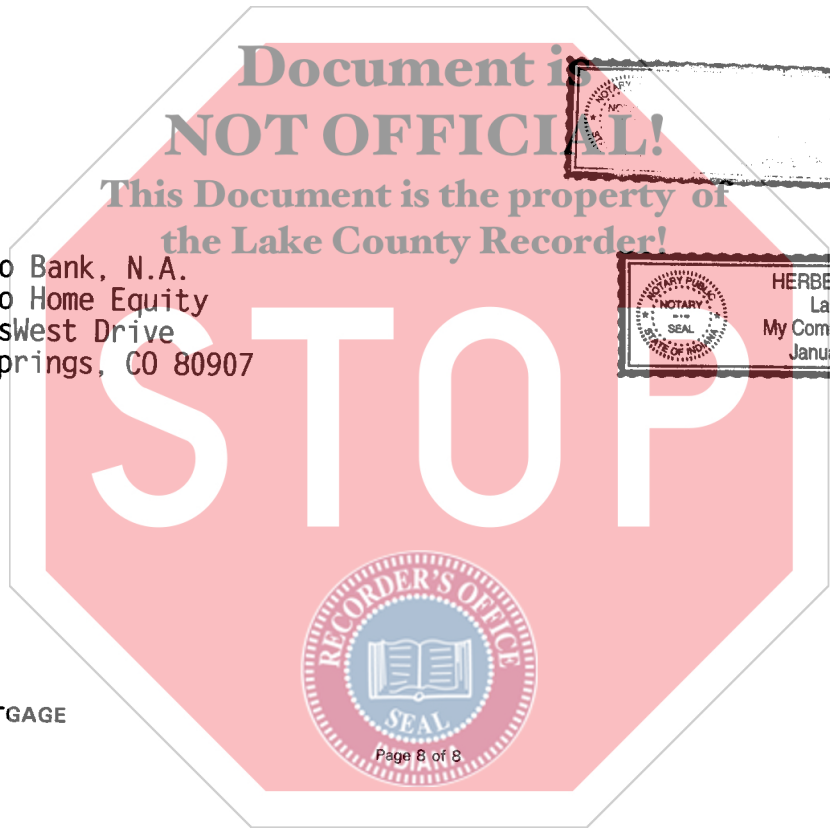 Document is
NOT OFFICIAL!
This Document is the property of
the Lake County Recorder!
NOTARY
o Bank, N.A.
o Home Equity
sWest Drive
prings, CO 80907
NOTARY PUBLIC
NOTARY
SEAL
STATE OF INDIANA
HERBE
La
My Com
Janua
STOP
RECORDER'S OFFICE
SEAL
INDIANA
TGAGE
Page 8 of 8